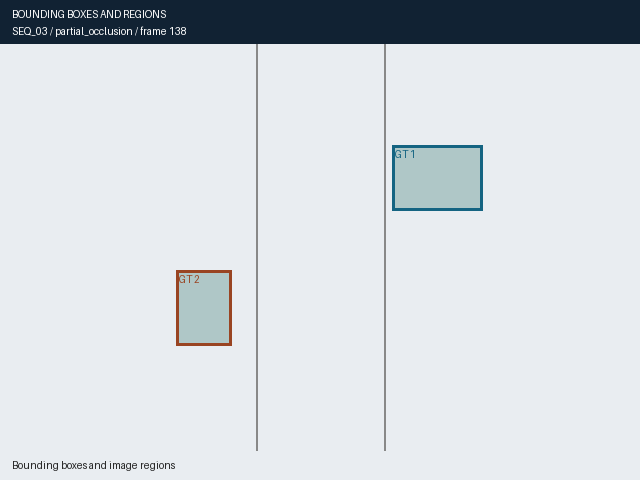 BOUNDING BOXES AND REGIONS
SEQ_03 / partial_occlusion / frame 138
GT1
GT2
Bounding boxes and image regions